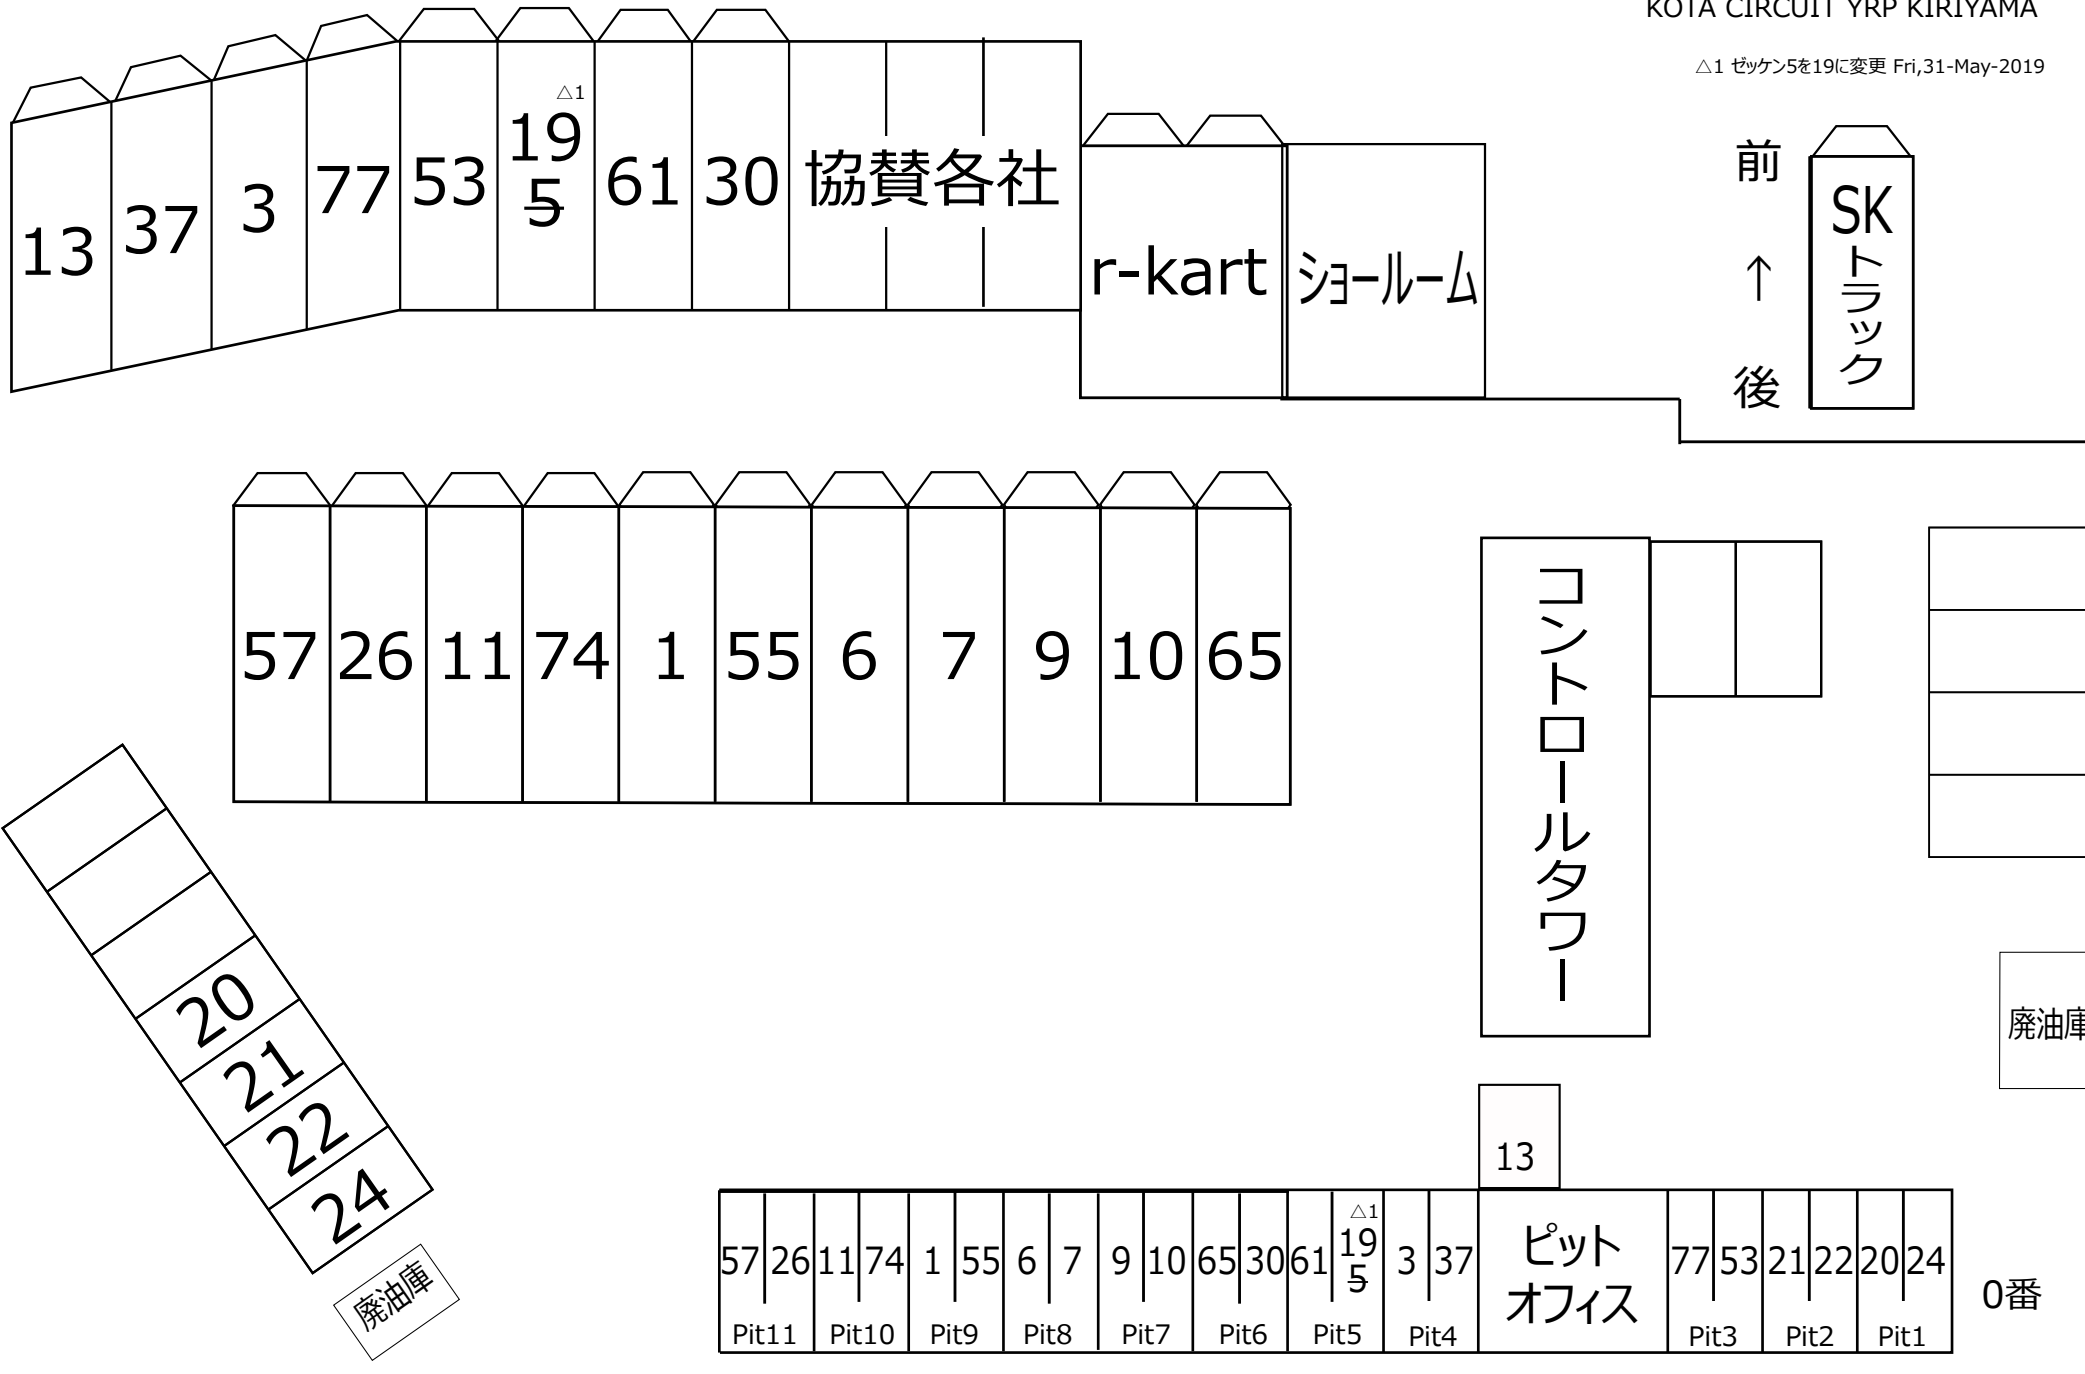 KOTA CIRCUIT YRP KIRIYAMA
△1 ゼッケン5を19に変更 Fri,31-May-2019
13
37
3
77
53
△1
19
5
61
30
協賛各社
r-kart
ショールーム
前
↑
後
SK
トラック
57
26
11
74
1
55
6
7
9
10
65
コントロールタワー
20
21
22
24
廃油庫
廃油庫
13
57 26
Pit11
11 74
Pit10
1 55
Pit9
6 7
Pit8
9 10
Pit7
65 30
Pit6
61
△1
19
5
Pit5
3 37
Pit4
ピット
オフィス
77 53
Pit3
21 22
Pit2
20 24
Pit1
0番